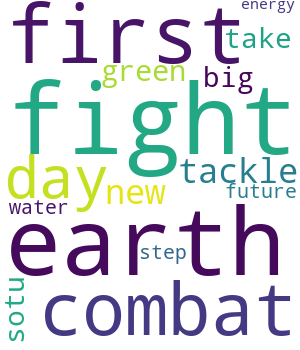 energy
first
take
green big
fight
day tackle
new future
water
earth
step
sotu combat